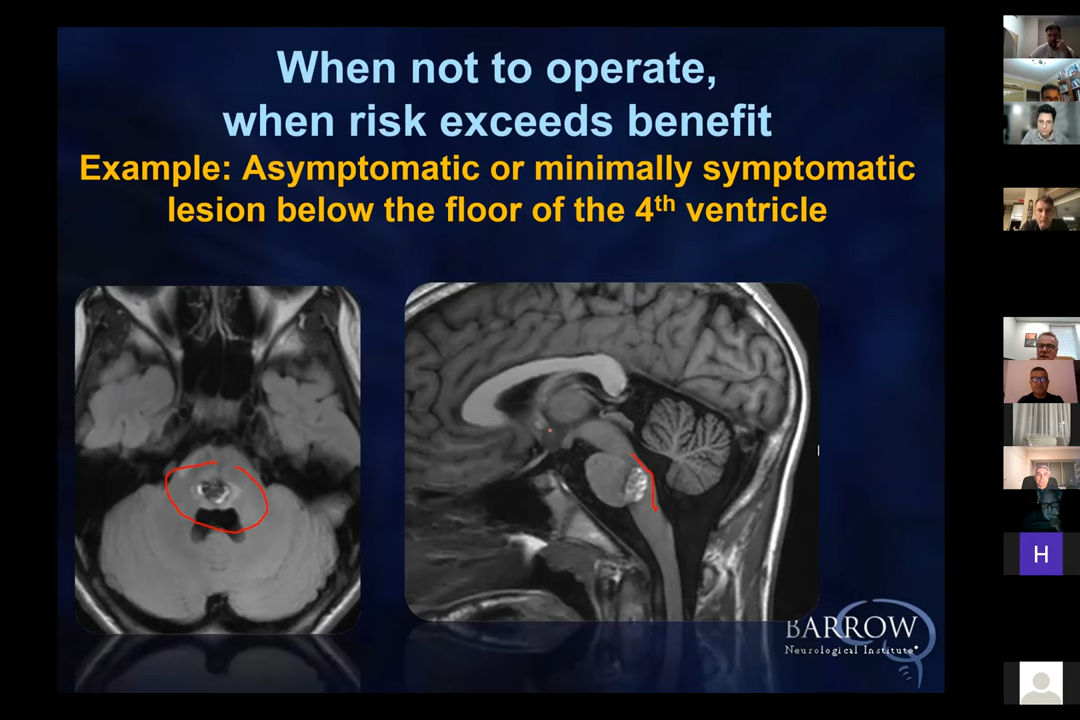 When not to operate,
when risk exceeds benefit
Example: Asymptomatic or minimally symptomatic
lesion below the floor of the 4th ventricle
BARROW
Neurological Institute®
H